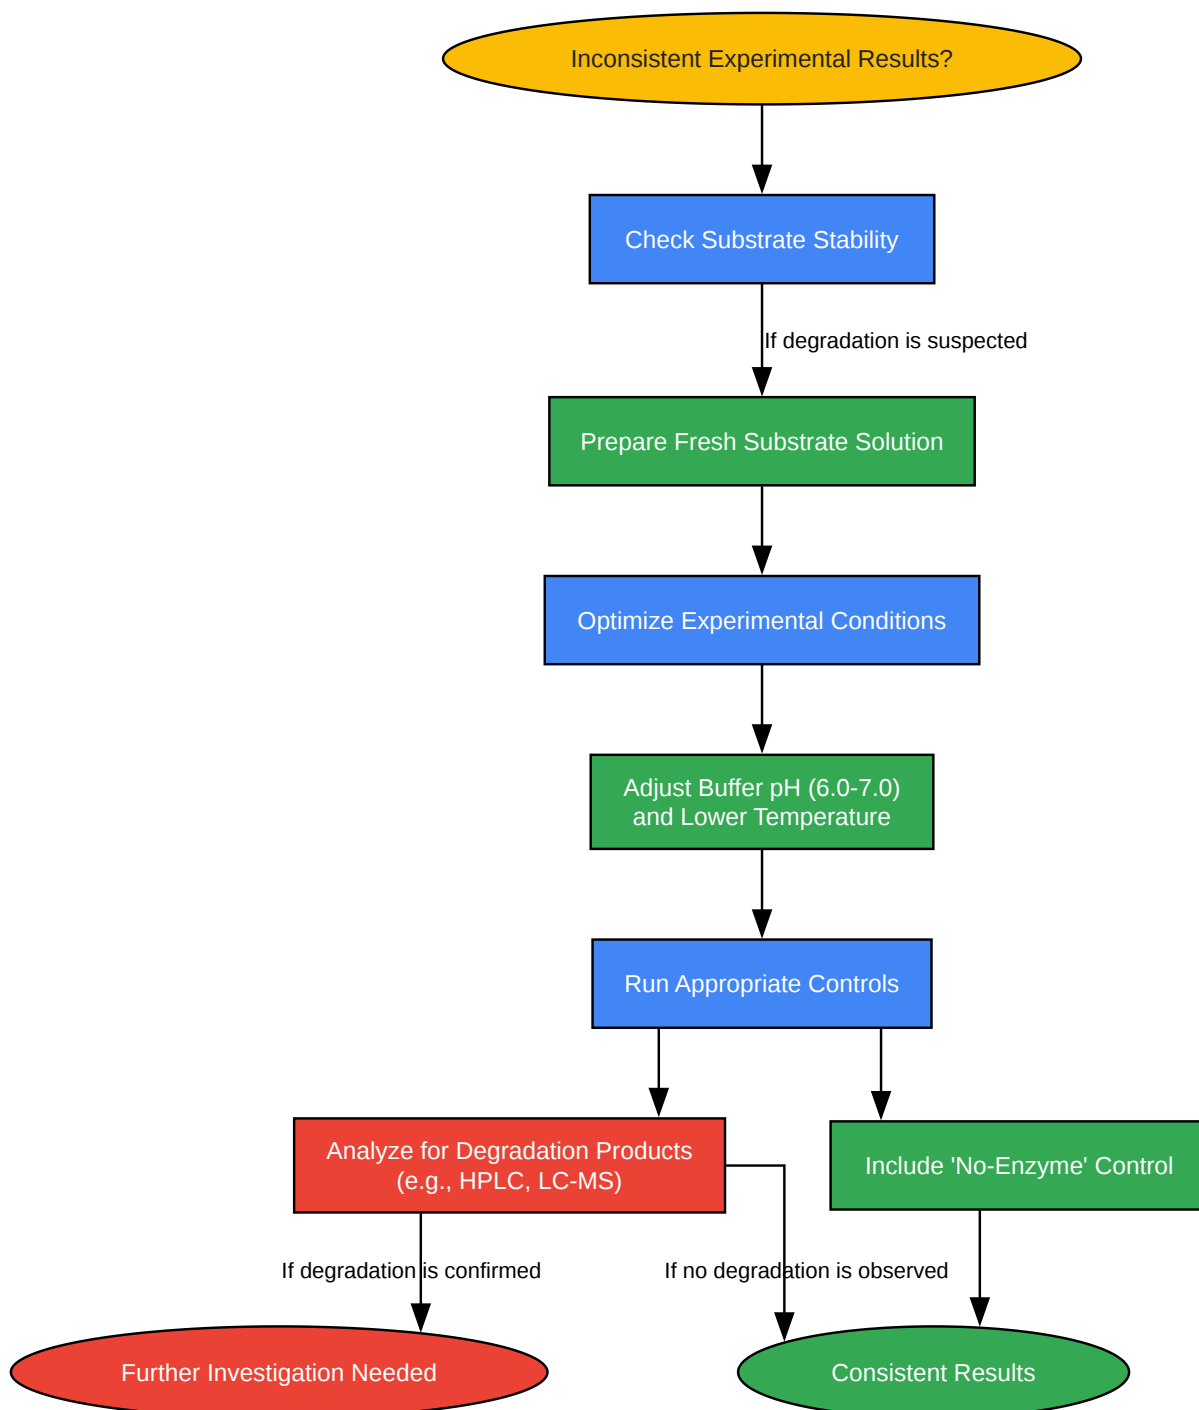 Inconsistent Experimental Results?
Check Substrate Stability
If degradation is suspected
Prepare Fresh Substrate Solution
Optimize Experimental Conditions
Adjust Buffer pH (6.0-7.0)
and Lower Temperature
Run Appropriate Controls
Analyze for Degradation Products
(e.g., HPLC, LC-MS)
Include 'No-Enzyme' Control
If degradation is confirmed
If no degradation is observed
Further Investigation Needed
Consistent Results